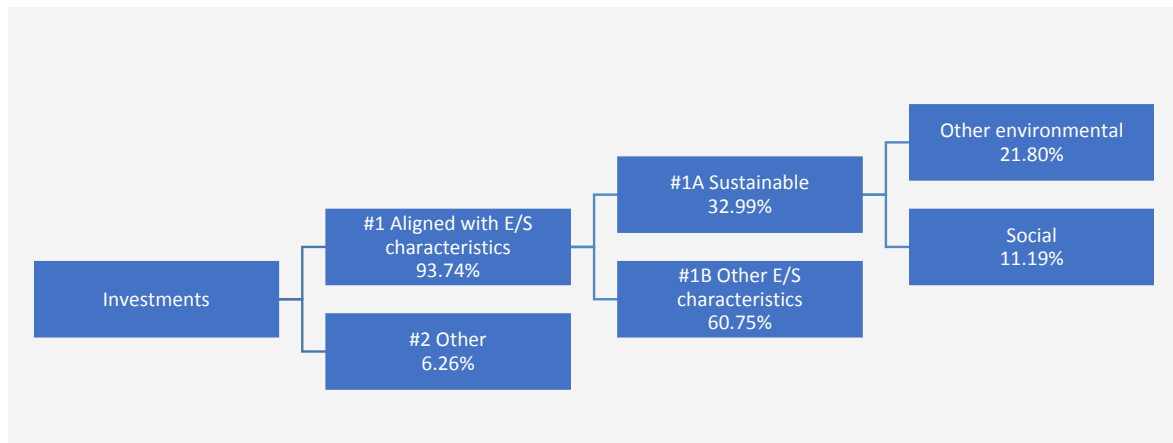 Investments
#1 Aligned with E/S
characteristics
93.74%
#2 Other
6.26%
#1A Sustainable
32.99%
#1B Other E/S
characteristics
60.75%
Other environmental
21.80%
Social
11.19%